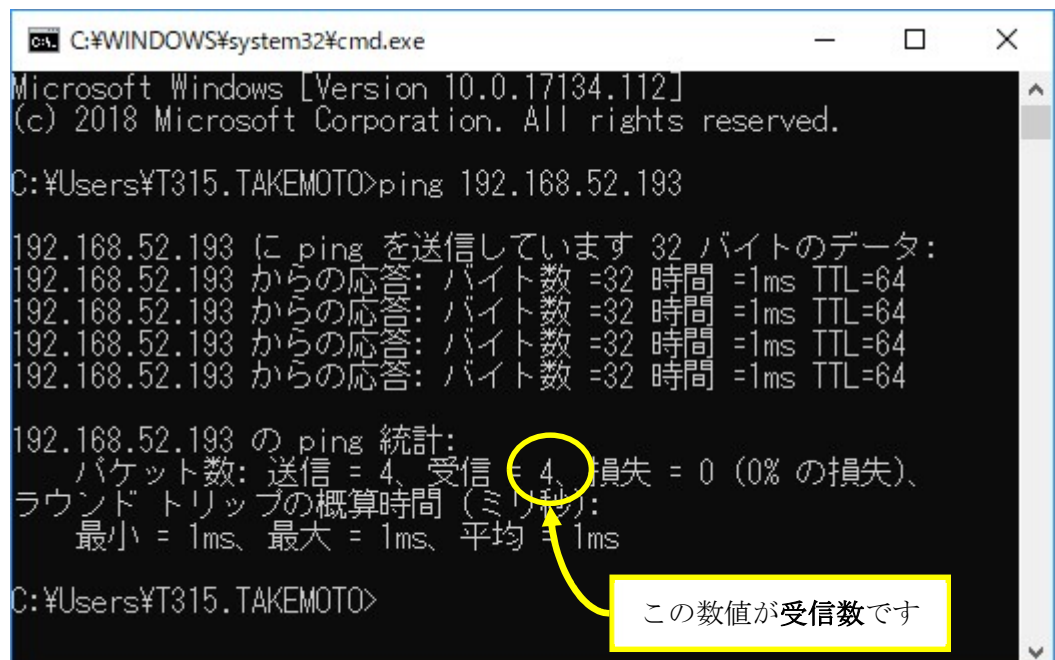 C:¥WINDOWS¥system32¥cmd.exe
Microsoft Windows [Version 10.0.17134.112]
(c) 2018 Microsoft Corporation. All rights reserved.
C:¥Users¥T315.TAKEMOTO>ping 192.168.52.193
192.168.52.193 に ping を送信しています 32 バイトのデータ:
192.168.52.193 からの応答: バイト数 =32 時間 =1ms TTL=64
192.168.52.193 からの応答: バイト数 =32 時間 =1ms TTL=64
192.168.52.193 からの応答: バイト数 =32 時間 =1ms TTL=64
192.168.52.193 からの応答: バイト数 =32 時間 =1ms TTL=64
192.168.52.193 の ping 統計:
パケット数: 送信 = 4、受信 = 4、損失 = 0 (0% の損失)、
ラウンド トリップの概算時間 (ミリ秒):
最小 = 1ms、最大 = 1ms、平均 = 1ms
C:¥Users¥T315.TAKEMOTO>
この数値が受信数です